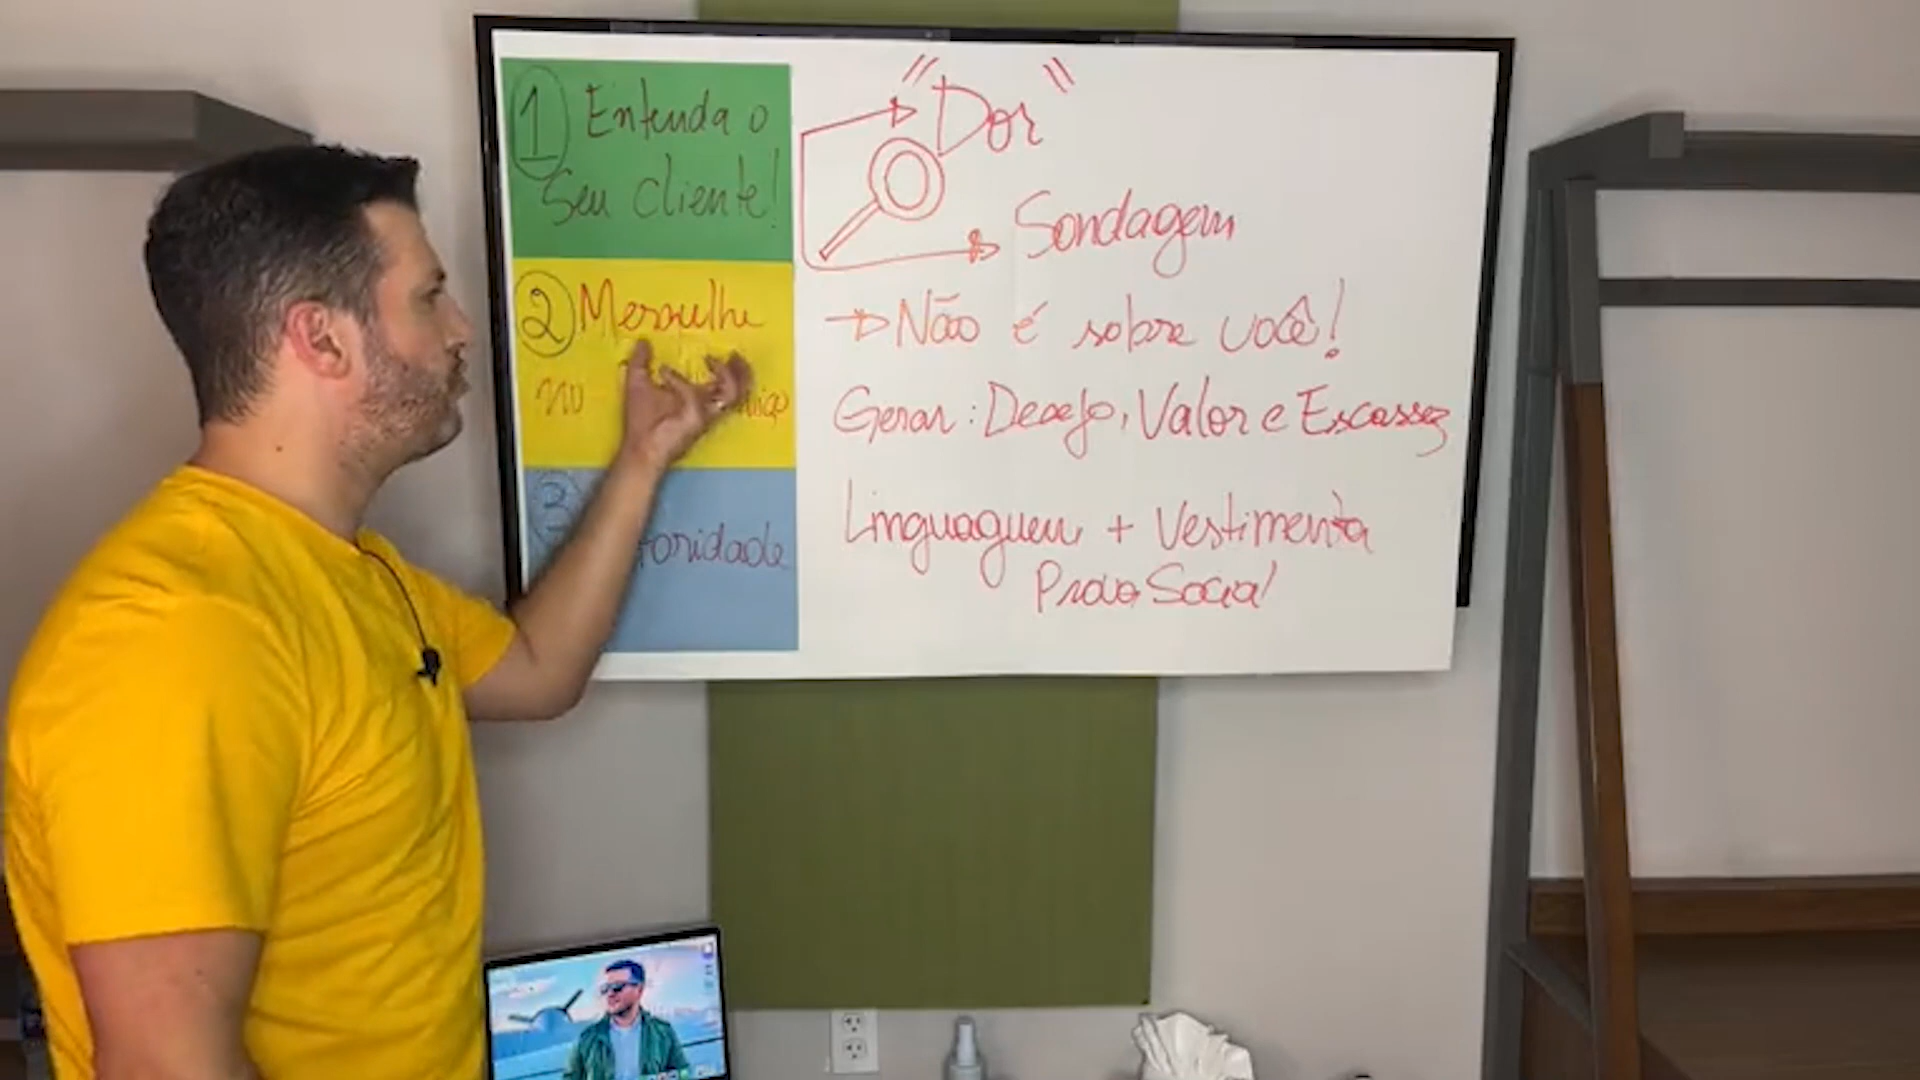 1 Entenda o
Seu cliente!
"Dor"
Sondagem
2 Mergulhe
no
→ Não é sobre você!
Gerar: Desejo, Valor e Escassez
3
Linguaguem + Vestimenta
Prova Social